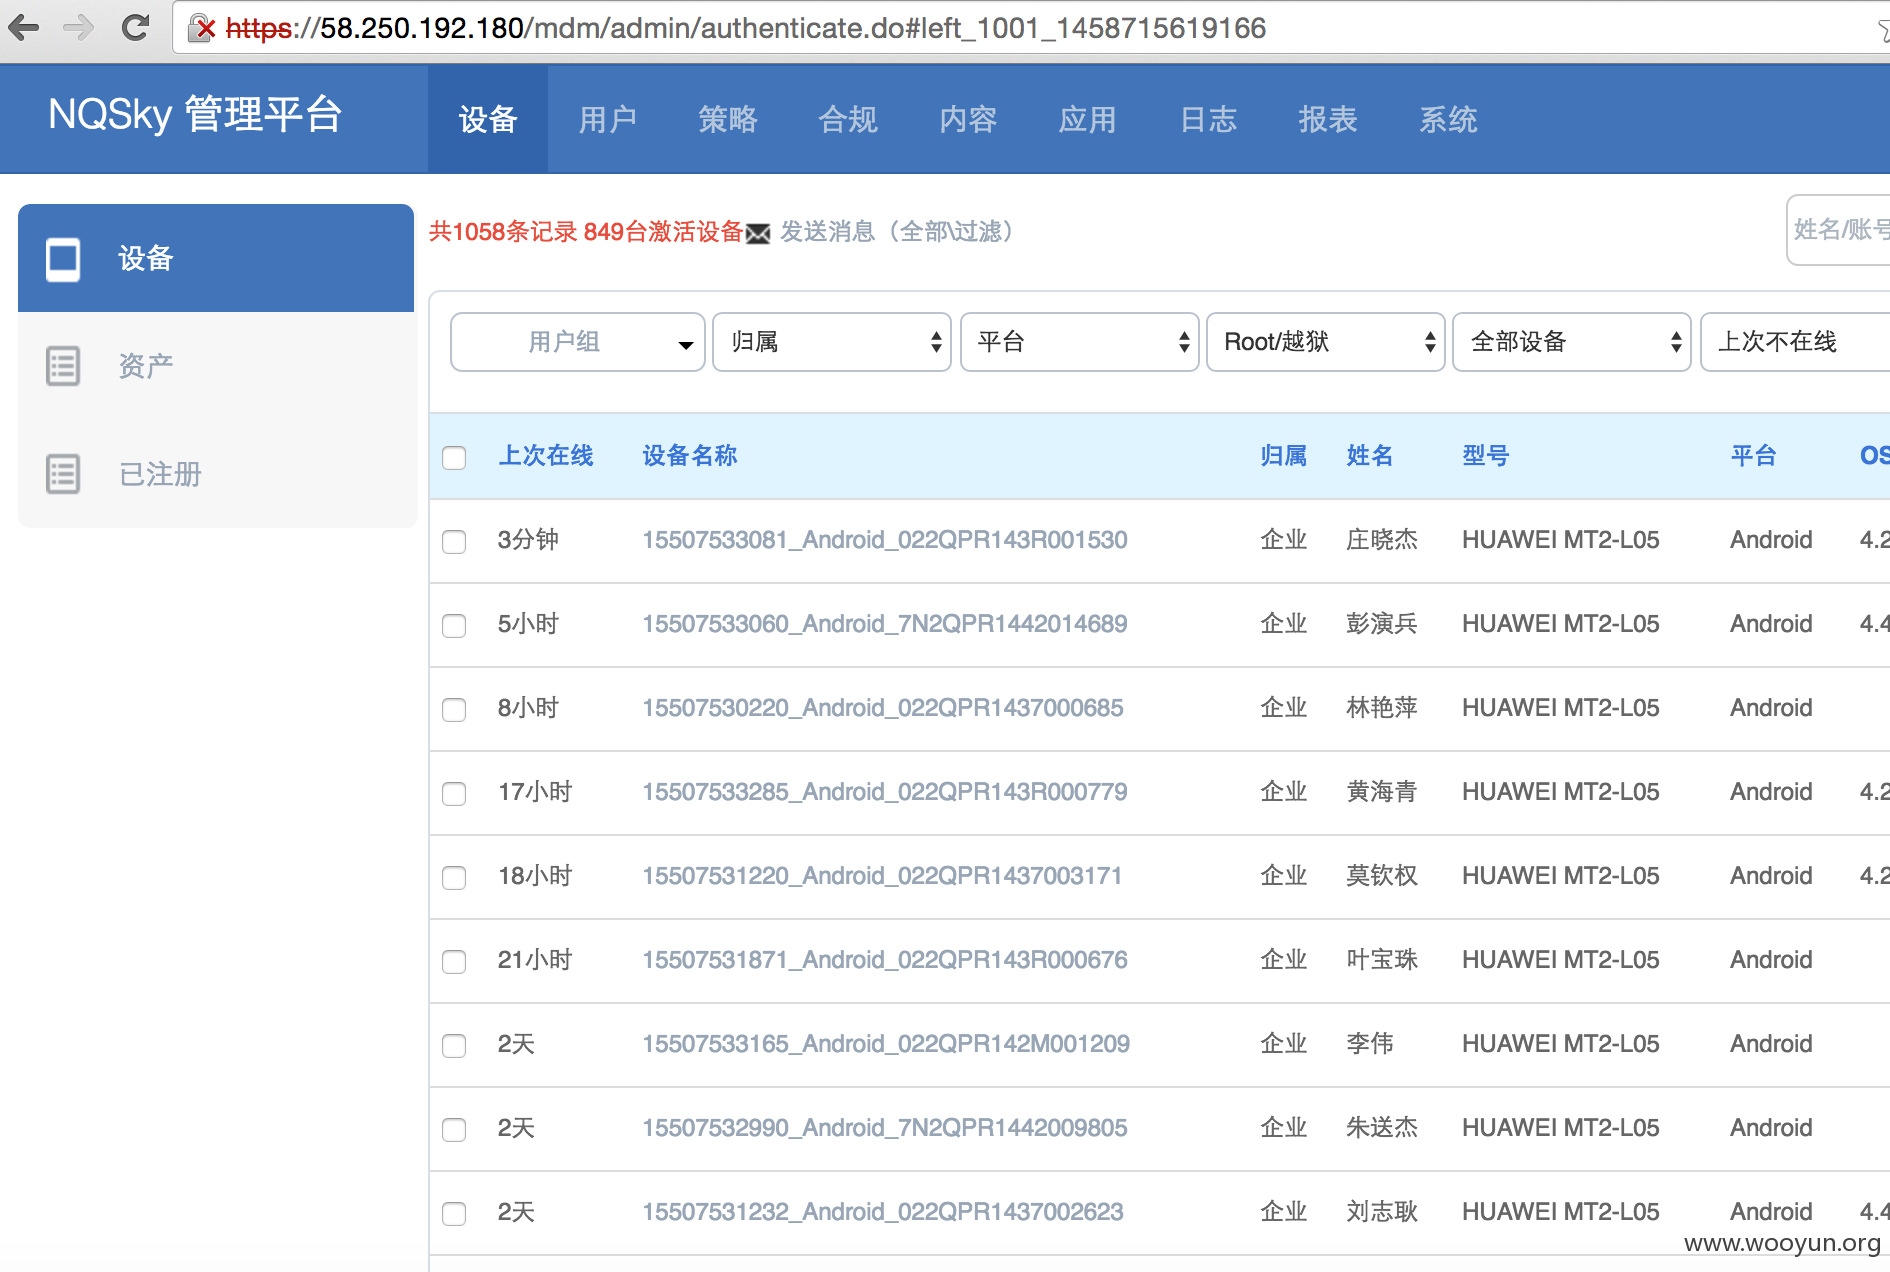 https://58.250.192.180/mdm/admin/authenticate.do#left_1001_1458715619166
NQSky 管理平台 设备 用户 策略 合规 内容 应用 日志 报表 系统
设备
资产
已注册
共1058条记录 849台激活设备 发送消息（全部\过滤）
姓名/账号
用户组 归属 平台 Root/越狱 全部设备 上次不在线
上次在线 设备名称 归属 姓名 型号 平台 OS
3分钟 15507533081_Android_022QPR143R001530 企业 庄晓杰 HUAWEI MT2-L05 Android 4.2
5小时 15507533060_Android_7N2QPR1442014689 企业 彭演兵 HUAWEI MT2-L05 Android 4.4
8小时 15507530220_Android_022QPR1437000685 企业 林艳萍 HUAWEI MT2-L05 Android
17小时 15507533285_Android_022QPR143R000779 企业 黄海青 HUAWEI MT2-L05 Android 4.2
18小时 15507531220_Android_022QPR1437003171 企业 莫钦权 HUAWEI MT2-L05 Android 4.2
21小时 15507531871_Android_022QPR143R000676 企业 叶宝珠 HUAWEI MT2-L05 Android
2天 15507533165_Android_022QPR142M001209 企业 李伟 HUAWEI MT2-L05 Android
2天 15507532990_Android_7N2QPR1442009805 企业 朱送杰 HUAWEI MT2-L05 Android
2天 15507531232_Android_022QPR1437002623 企业 刘志耿 HUAWEI MT2-L05 Android 4.4
www.wooyun.org